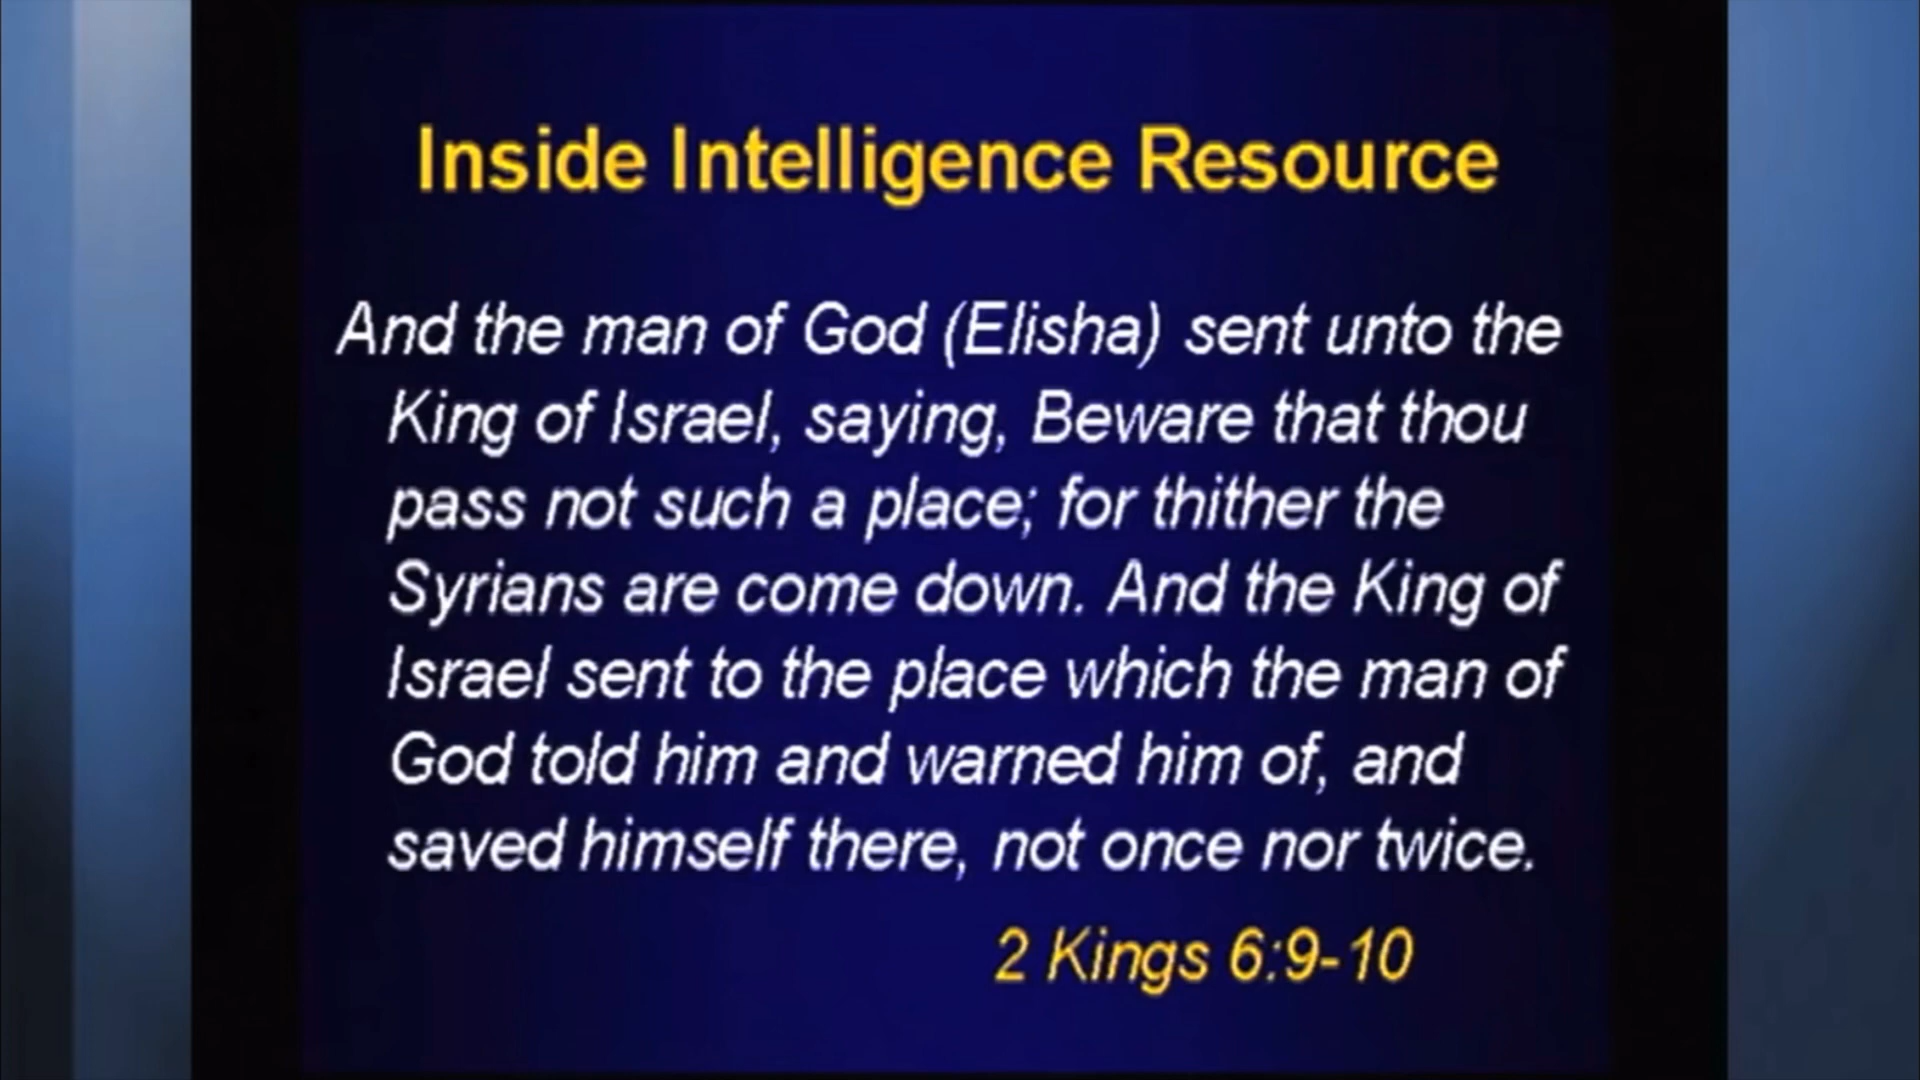 Inside Intelligence Resource
And the man of God (Elisha) sent unto the
King of Israel, saying, Beware that thou
pass not such a place; for thither the
Syrians are come down. And the King of
Israel sent to the place which the man of
God told him and warned him of, and
saved himself there, not once nor twice.
2 Kings 6:9-10